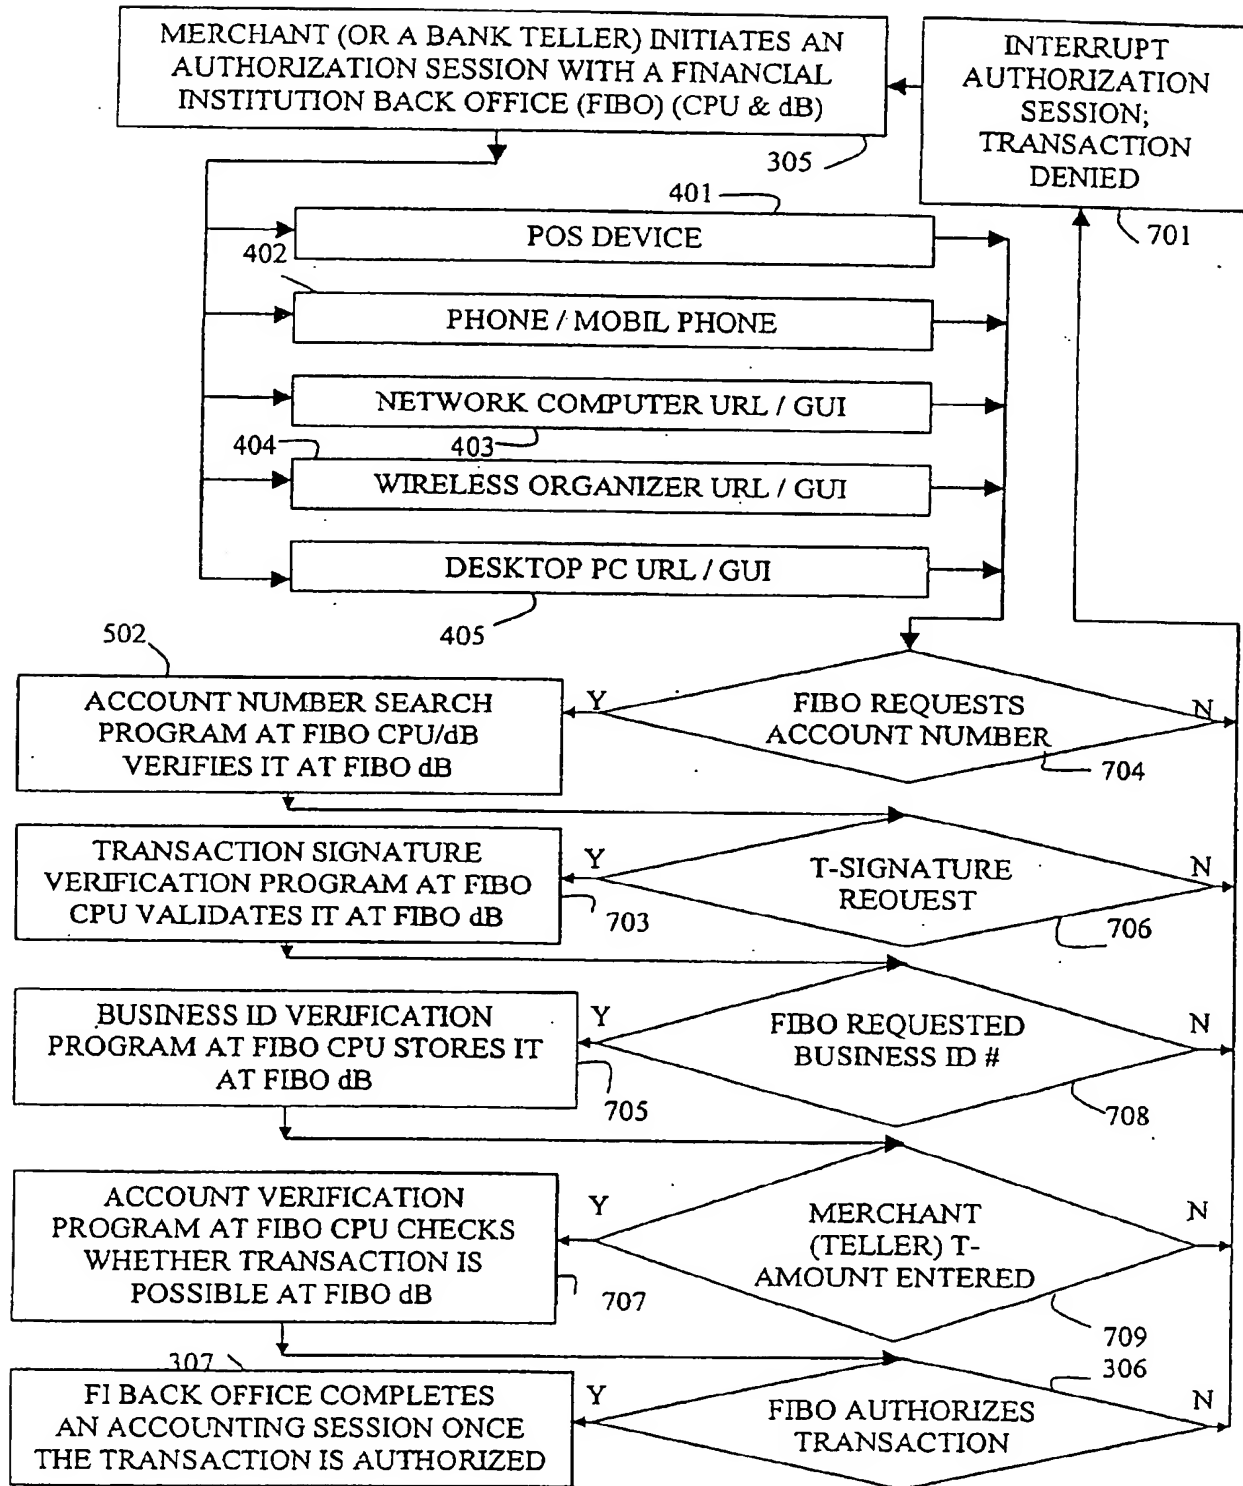 MERCHANT (OR A BANK TELLER) INITIATES AN
AUTHORIZATION SESSION WITH A FINANCIAL
INSTITUTION BACK OFFICE (FIBO) (CPU & dB)
305
INTERRUPT
AUTHORIZATION
SESSION;
TRANSACTION
DENIED
701
401
POS DEVICE
402
PHONE / MOBIL PHONE
NETWORK COMPUTER URL / GUI
403
404
WIRELESS ORGANIZER URL / GUI
DESKTOP PC URL / GUI
405
502
ACCOUNT NUMBER SEARCH
PROGRAM AT FIBO CPU/dB
VERIFIES IT AT FIBO dB
Y
FIBO REQUESTS
ACCOUNT NUMBER
N
704
TRANSACTION SIGNATURE
VERIFICATION PROGRAM AT FIBO
CPU VALIDATES IT AT FIBO dB
703
Y
T-SIGNATURE
REOUEST
N
706
BUSINESS ID VERIFICATION
PROGRAM AT FIBO CPU STORES IT
AT FIBO dB
705
Y
FIBO REQUESTED
BUSINESS ID #
N
708
ACCOUNT VERIFICATION
PROGRAM AT FIBO CPU CHECKS
WHETHER TRANSACTION IS
POSSIBLE AT FIBO dB
707
Y
MERCHANT
(TELLER) T-
AMOUNT ENTERED
N
709
307
FI BACK OFFICE COMPLETES
AN ACCOUNTING SESSION ONCE
THE TRANSACTION IS AUTHORIZED
Y
FIBO AUTHORIZES
TRANSACTION
306
N